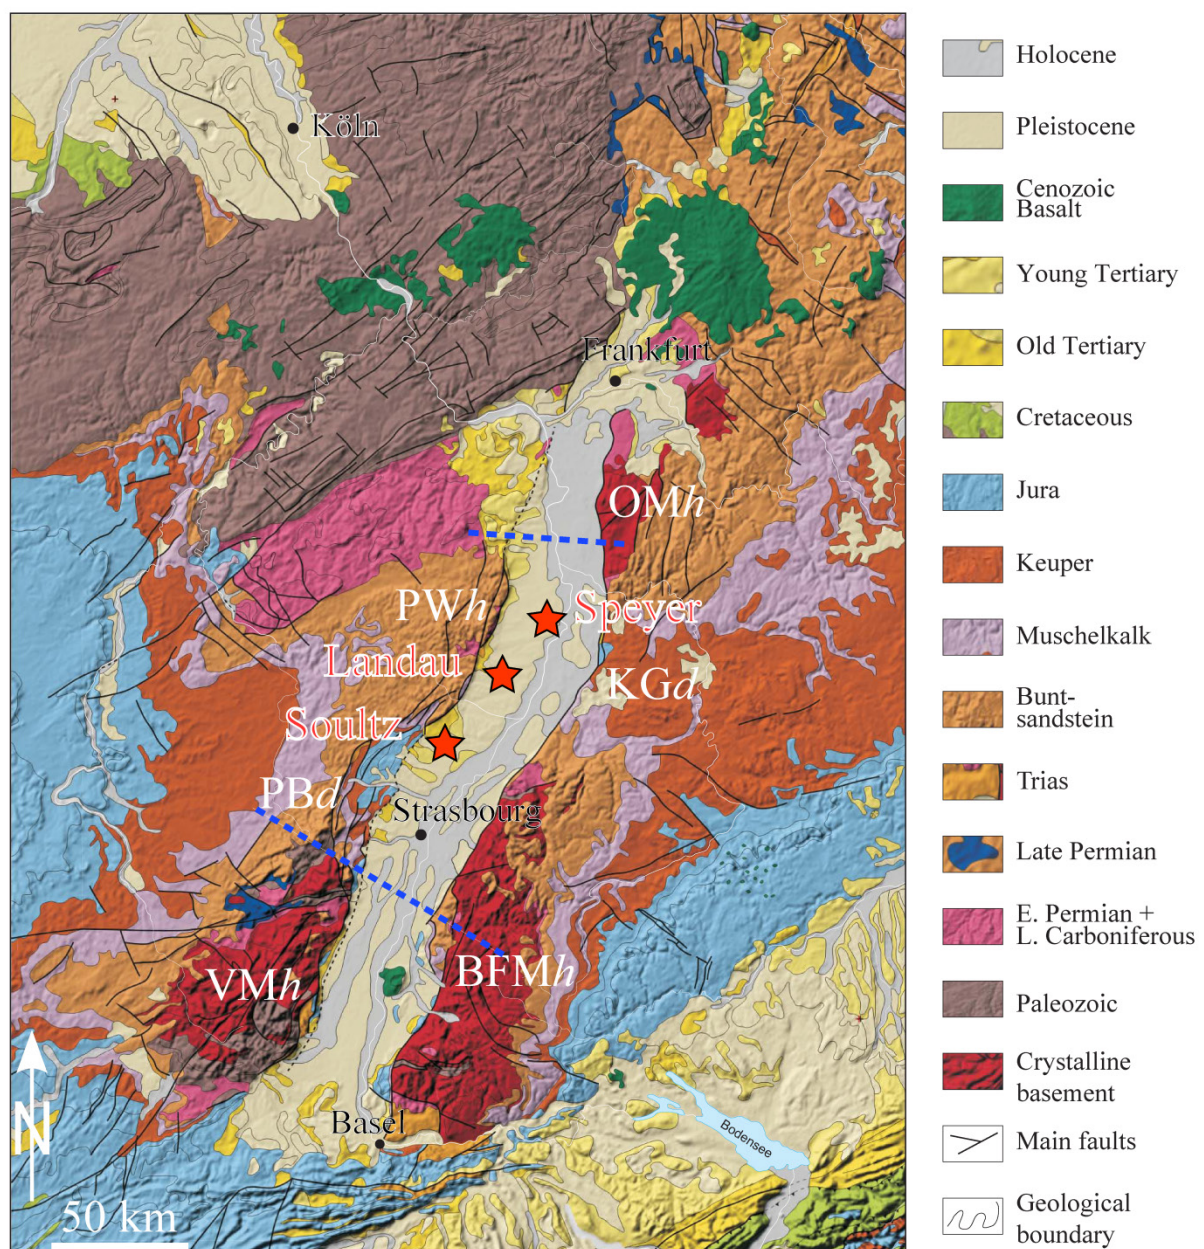 Köln
Frankfurt
OMh
PWh
Speyer
Landau
KGd
Soultz
PBd
Strasbourg
VMh
BFMh
Basel
Bodensee
N
50 km
Holocene
Pleistocene
Cenozoic
Basalt
Young Tertiary
Old Tertiary
Cretaceous
Jura
Keuper
Muschelkalk
Bunt-
sandstein
Trias
Late Permian
E. Permian +
L. Carboniferous
Paleozoic
Crystalline
basement
Main faults
Geological
boundary